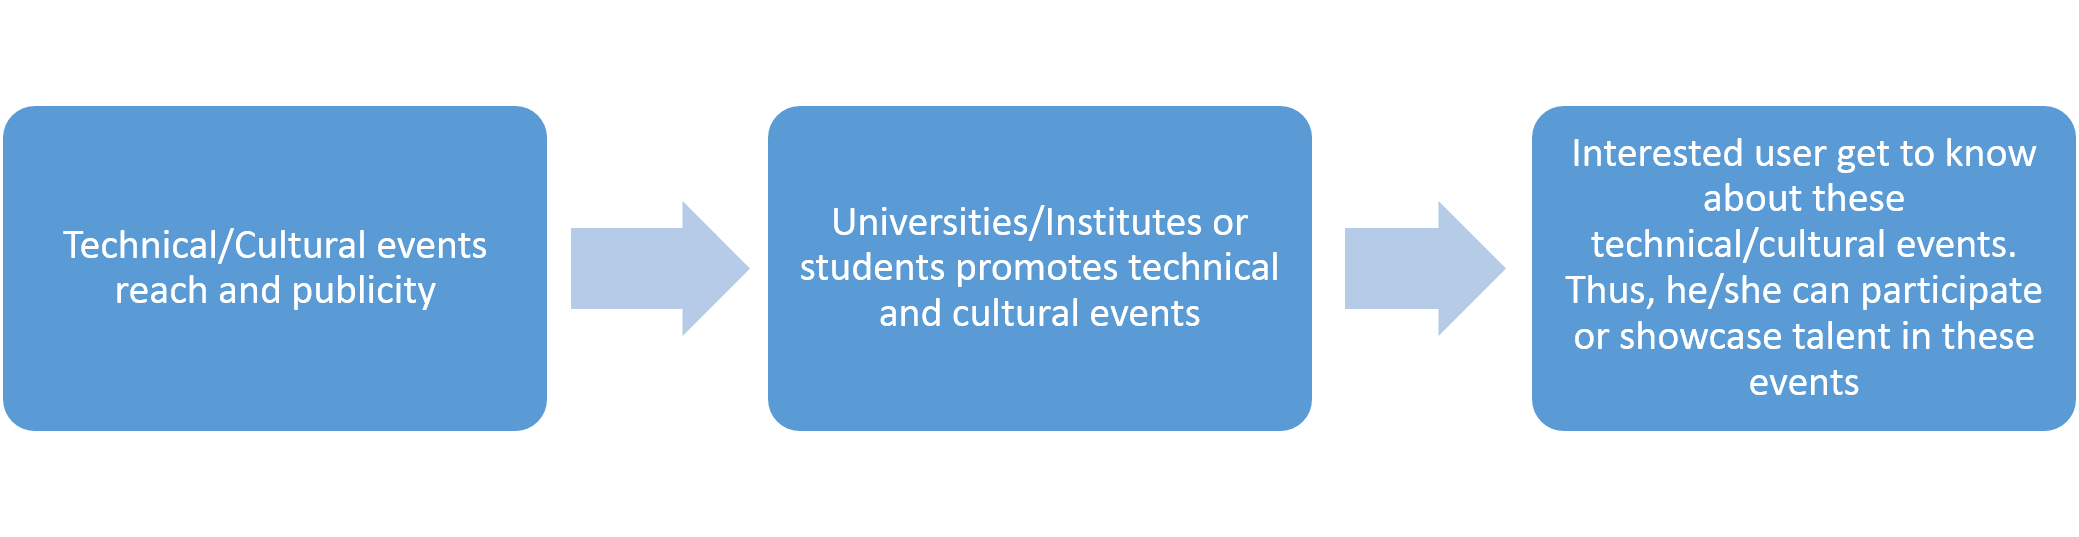 Technical/Cultural events
reach and publicity
Universities/Institutes or
students promotes technical
and cultural events
Interested user get to know
about these
technical/cultural events.
Thus, he/she can participate
or showcase talent in these
events